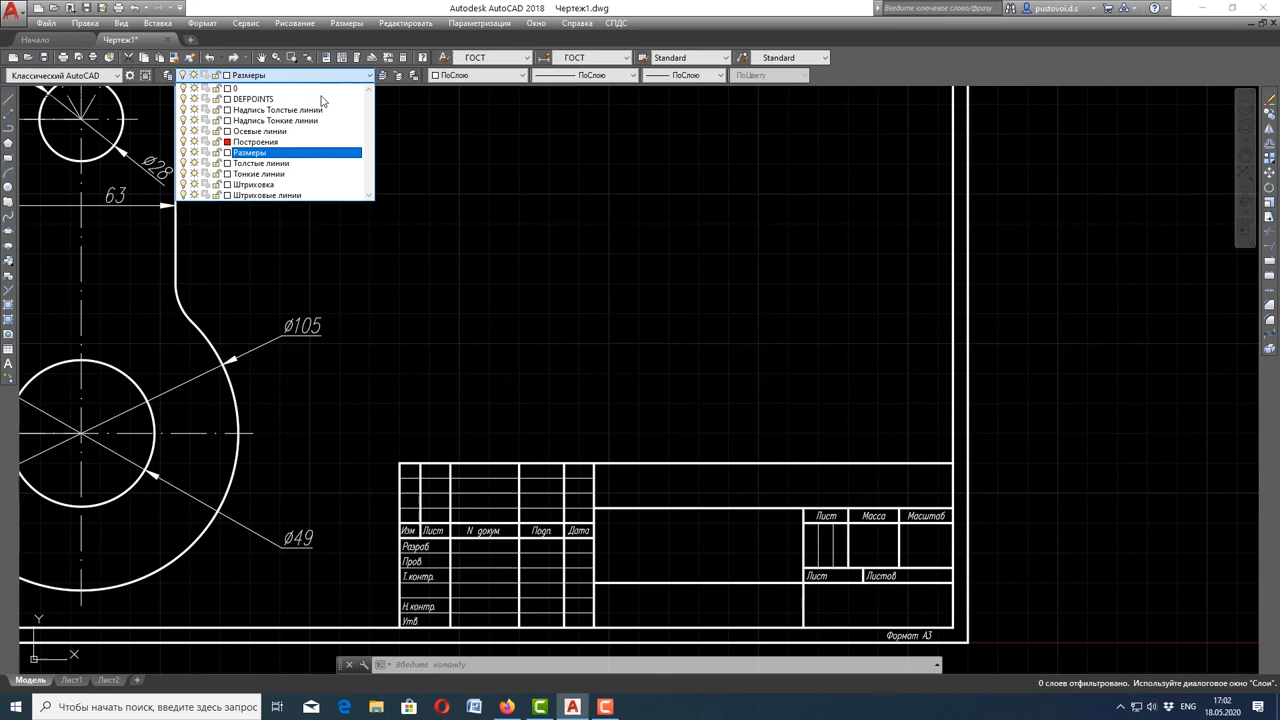 Autodesk AutoCAD 2018 Чертеж1.dwg
Введите ключевое слово/фразу
pustovoi.d.s
Файл Правка Вид Вставка Формат Сервис Рисование Размеры Редактировать Параметризация Окно Справка СПДС
Начало Чертеж1*
ГОСТ ГОСТ Standard Standard
Классический AutoCAD Размеры ПоСлою ПоСлою ПоСлою ПоЦвету
0
DEFPOINTS
Надпись Толстые линии
Надпись Тонкие линии
Осевые линии
Построения
Размеры
Толстые линии
Тонкие линии
Штриховка
Штриховые линии
ø28
63
ø105
ø49
Лист Масса Масштаб
Изм Лист N докум. Подп. Дата
Разраб.
Пров.
Т.контр.
Лист Листов
Н.контр.
Утв
Формат А3
Y
X
Введите команду
Модель Лист1 Лист2
0 слоев отфильтровано. Используйте диалоговое окно "Слои".
Чтобы начать поиск, введите здесь запрос
17:02
18.05.2020